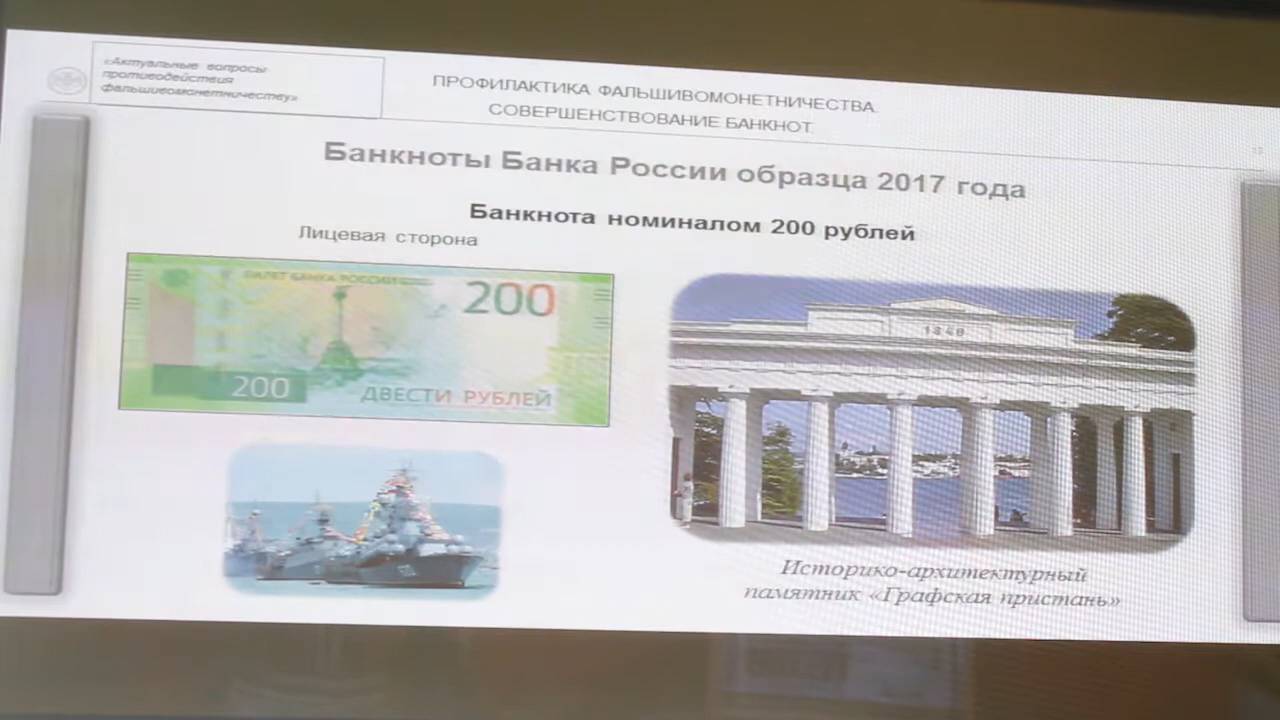 «Актуальные вопросы
противодействия
фальшивомонетничеству»
ПРОФИЛАКТИКА ФАЛЬШИВОМОНЕТНИЧЕСТВА.
СОВЕРШЕНСТВОВАНИЕ БАНКНОТ.
Банкноты Банка России образца 2017 года
Банкнота номиналом 200 рублей
Лицевая сторона
БИЛЕТ БАНКА РОССИИ
200
200
ДВЕСТИ РУБЛЕЙ
1846
Историко-архитектурный
памятник «Графская пристань»